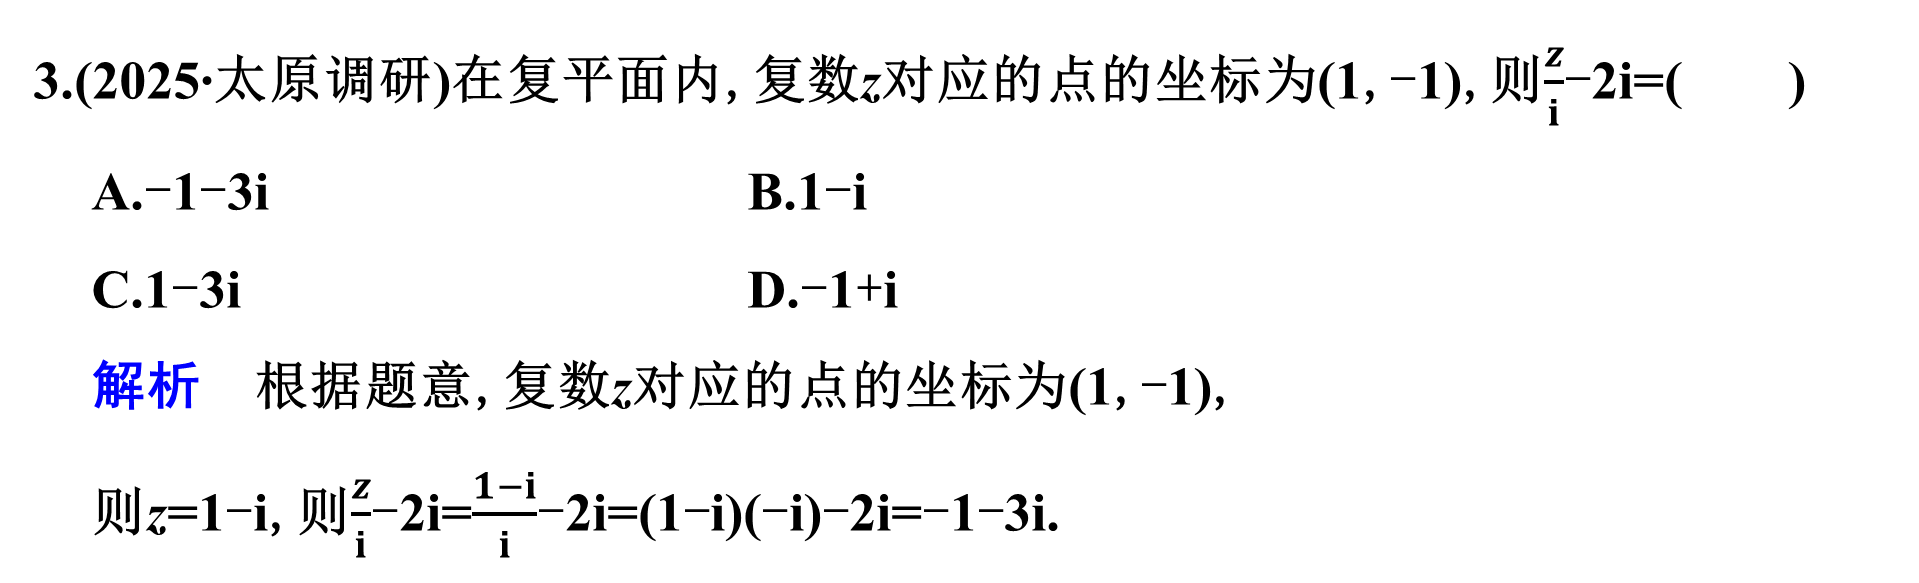 3.(2025·太原调研)在复平面内,复数z对应的点的坐标为(1,−1),则z/i−2i=(  )
A.−1−3i B.1−i
C.1−3i D.−1+i
解析 根据题意,复数z对应的点的坐标为(1,−1),
则z=1−i,则z/i−2i=(1−i)/i−2i=(1−i)(−i)−2i=−1−3i.